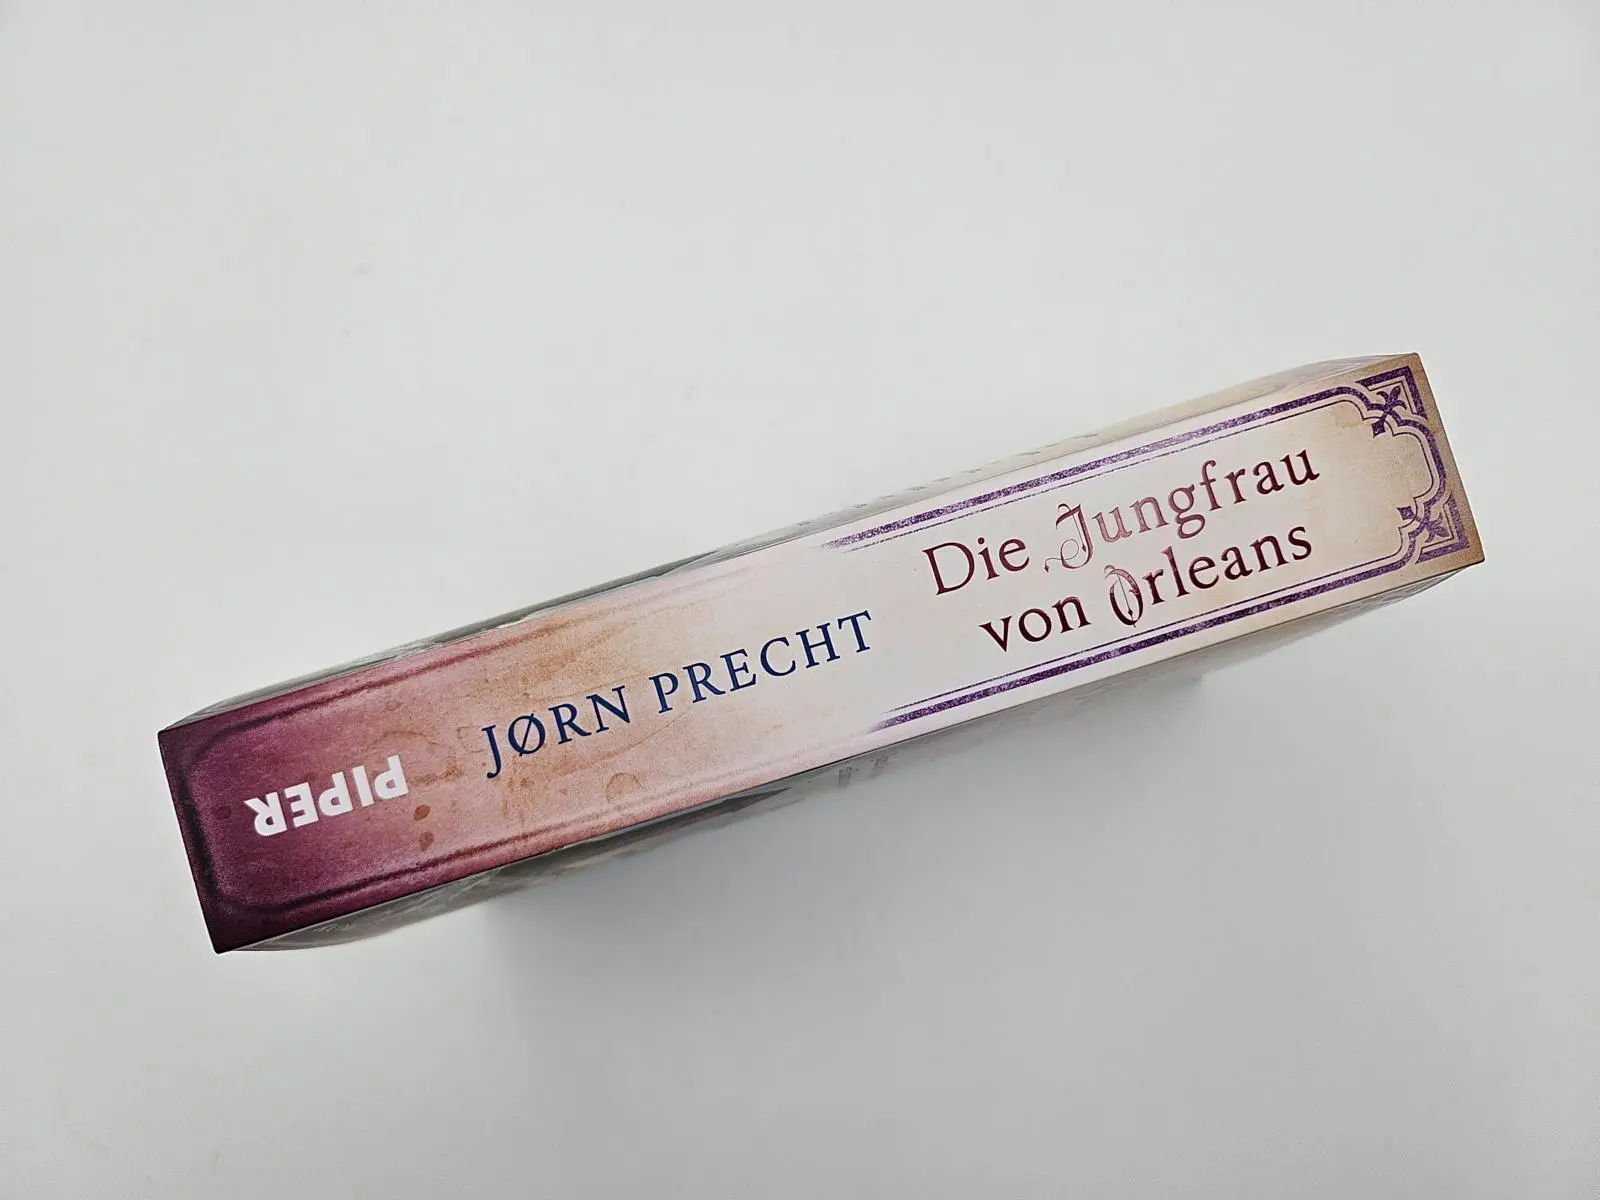 PIPER
JØRN PRECHT
Die Jungfrau
von Orleans